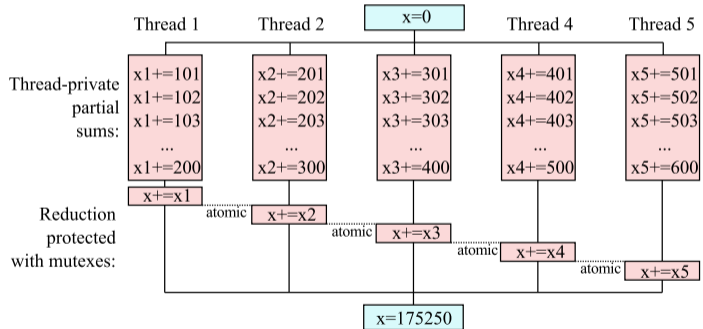 Thread 1
Thread 2
x=0
Thread 4
Thread 5
Thread-private
partial
sums:
x1+=101
x1+=102
x1+=103
...
x1+=200
x2+=201
x2+=202
x2+=203
...
x2+=300
x3+=301
x3+=302
x3+=303
...
x3+=400
x4+=401
x4+=402
x4+=403
...
x4+=500
x5+=501
x5+=502
x5+=503
...
x5+=600
Reduction
protected
with mutexes:
x+=x1
atomic
x+=x2
atomic
x+=x3
atomic
x+=x4
atomic
x+=x5
x=175250